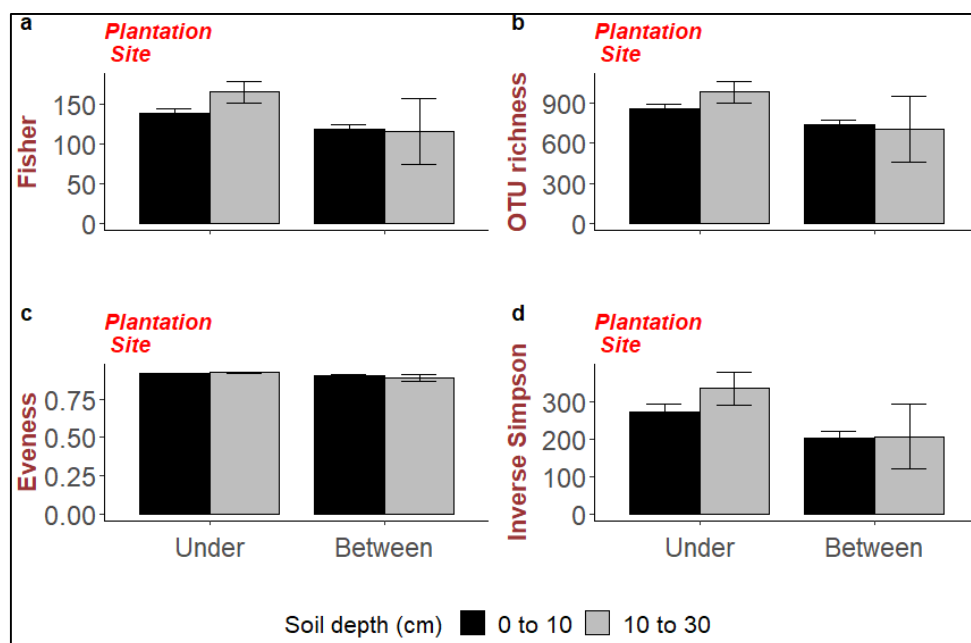 a
Plantation
Site
Fisher
150
100
50
0
b
Plantation
Site
OTU richness
900
600
300
0
c
Plantation
Site
Eveness
0.75
0.50
0.25
0.00
Under
Between
d
Plantation
Site
Inverse Simpson
300
200
100
0
Under
Between
Soil depth (cm) 0 to 10 10 to 30